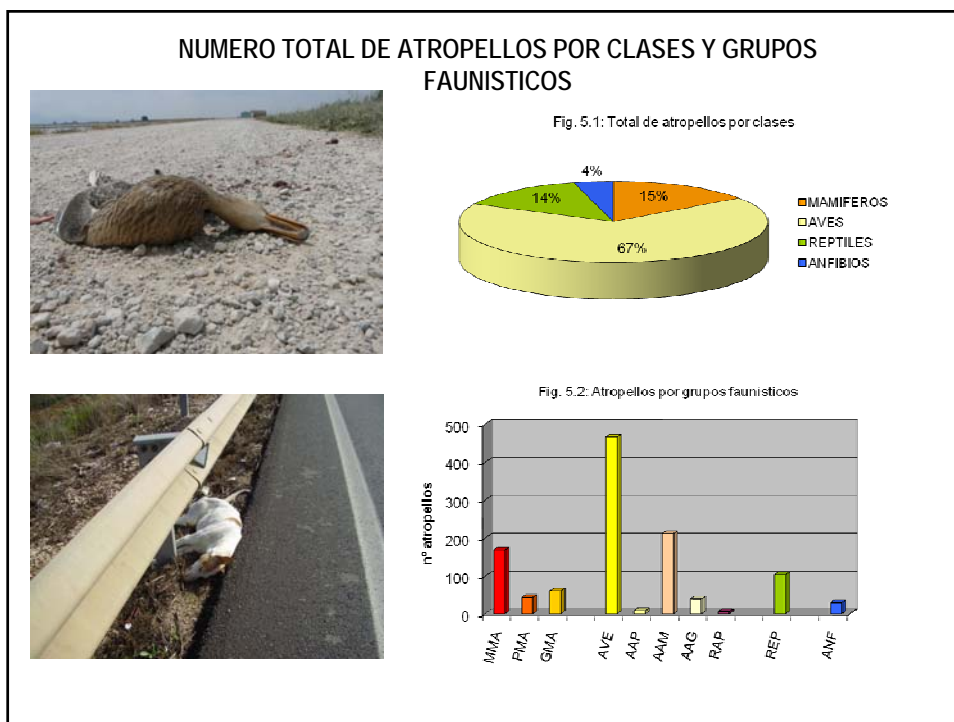 NUMERO TOTAL DE ATROPELLOS POR CLASES Y GRUPOS
FAUNISTICOS
Fig. 5.1: Total de atropellos por clases
4%
14%
15%
67%
MAMIFEROS
AVES
REPTILES
ANFIBIOS
Fig. 5.2: Atropellos por grupos faunisticos
nº atropellos
500
400
300
200
100
0
MMA
PMA
GMA
AVE
AAP
AAM
AAG
RAP
REP
ANF